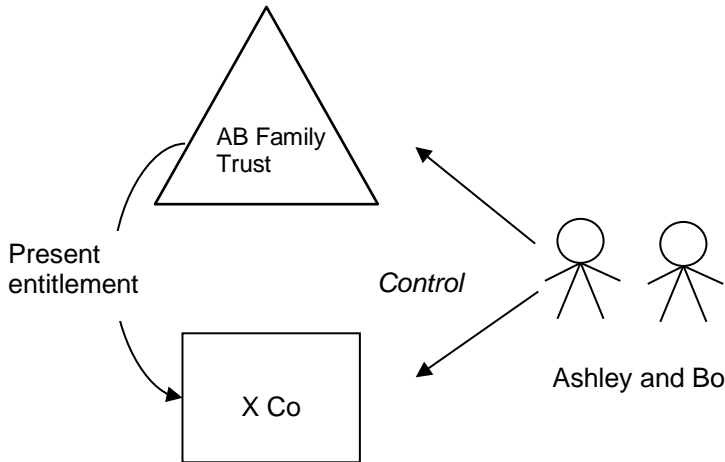 AB Family
Trust
Present
entitlement
Control
X Co
Ashley and Bo